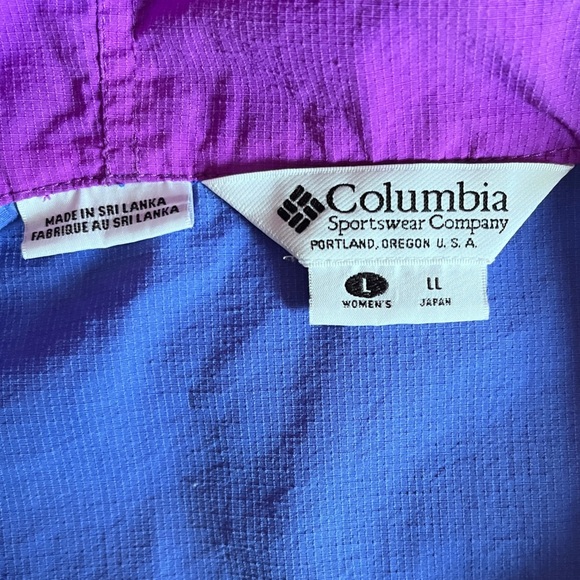 MADE IN SRI LANKA
FABRIQUE AU SRI LANKA
Columbia
Sportswear Company
PORTLAND, OREGON U. S. A.
L LL
WOMEN'S JAPAN